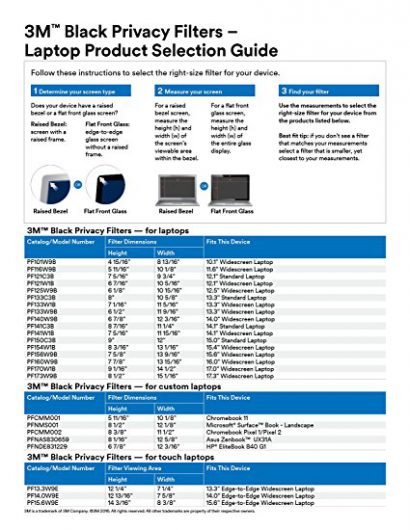 3M™ Black Privacy Filters –
Laptop Product Selection Guide
Follow these instructions to select the right-size filter for your device.
1 Determine your screen type
Does your device have a raised
bezel or a flat front glass screen?
Raised Bezel:
screen with a
raised frame.
Flat Front Glass:
edge-to-edge
glass screen
without a raised
frame.
Raised Bezel
OR
Flat Front Glass
2 Measure your screen
For a raised
bezel screen,
measure the
height (h) and
width (w) of
the screen's
viewable area
within the bezel.
For a flat front
glass screen,
measure the
height (h) and
width (w) of
the entire glass
display.
OR
Raised Bezel
Flat Front Glass
3 Find your filter
Use the measurements to select the
right-size filter for your device from
the products listed below.
Best fit tip: if you don't see a filter
that matches your measurements
select a filter that is smaller, yet
closest to your measurements.
3M™ Black Privacy Filters — for laptops
Catalog/Model Number Filter Dimensions Fits This Device
Height Width
PF101W9B 4 15/16" 8 13/16" 10.1" Widescreen Laptop
PF116W9B 5 11/16" 10 1/8" 11.6" Widescreen Laptop
PF121C3B 7 5/16" 9 3/4" 12.1" Standard Laptop
PF121W1B 6 7/16" 10 5/16" 12.1" Widescreen Laptop
PF125W9B 6 1/8" 10 15/16" 12.5" Widescreen Laptop
PF133C3B 8" 10 5/8" 13.3" Standard Laptop
PF133W1B 7 1/16" 11 5/16" 13.3" Widescreen Laptop
PF133W9B 6 1/2" 11 9/16" 13.3" Widescreen Laptop
PF140W9B 6 7/8" 12 3/16" 14.0" Widescreen Laptop
PF141C3B 8 7/16" 11 1/4" 14.1" Standard Laptop
PF141W1B 7 5/16" 11 15/16" 14.1" Widescreen Laptop
PF150C3B 9" 12" 15.0" Standard Laptop
PF154W1B 8 3/16" 13 1/16" 15.4" Widescreen Laptop
PF156W9B 7 5/8" 13 9/16" 15.6" Widescreen Laptop
PF160W9B 7 7/8" 13 15/16" 16.0" Widescreen Laptop
PF170W1B 9 1/16" 14 1/2" 17.0" Widescreen Laptop
PF173W9B 8 1/2" 15 1/16" 17.3" Widescreen Laptop
3M™ Black Privacy Filters — for custom laptops
Catalog/Model Number Filter Dimensions Fits This Device
Height Width
PFCMM001 5 11/16" 10 1/8" Chromebook 11
PFNMS001 8 1/2" 12 1/8" Microsoft® Surface™ Book - Landscape
PFCMM002 8 3/8" 11 1/2" Chromebook Pixel 1/Pixel 2
PFNAS830659 8 1/16" 12 5/8" Asus Zenbook™ UX31A
PFNDE831229 6 7/8" 12 3/16" HP® EliteBook 840 G1
3M™ Black Privacy Filters — for touch laptops
Catalog/Model Number Filter Viewing Area Fits This Device
Height Width
PF13.3W9E 12 1/4" 7 1/4" 13.3" Edge-to-Edge Widescreen Laptop
PF14.0W9E 12 13/16" 7 5/8" 14.0" Edge-to-Edge Widescreen Laptop
PF15.6W9E 14 3/16" 8 3/8" 15.6" Edge-to-Edge Widescreen Laptop
3M is a trademark of 3M Company. ©3M 2016. All rights reserved. All other trademarks are property of their respective owners.